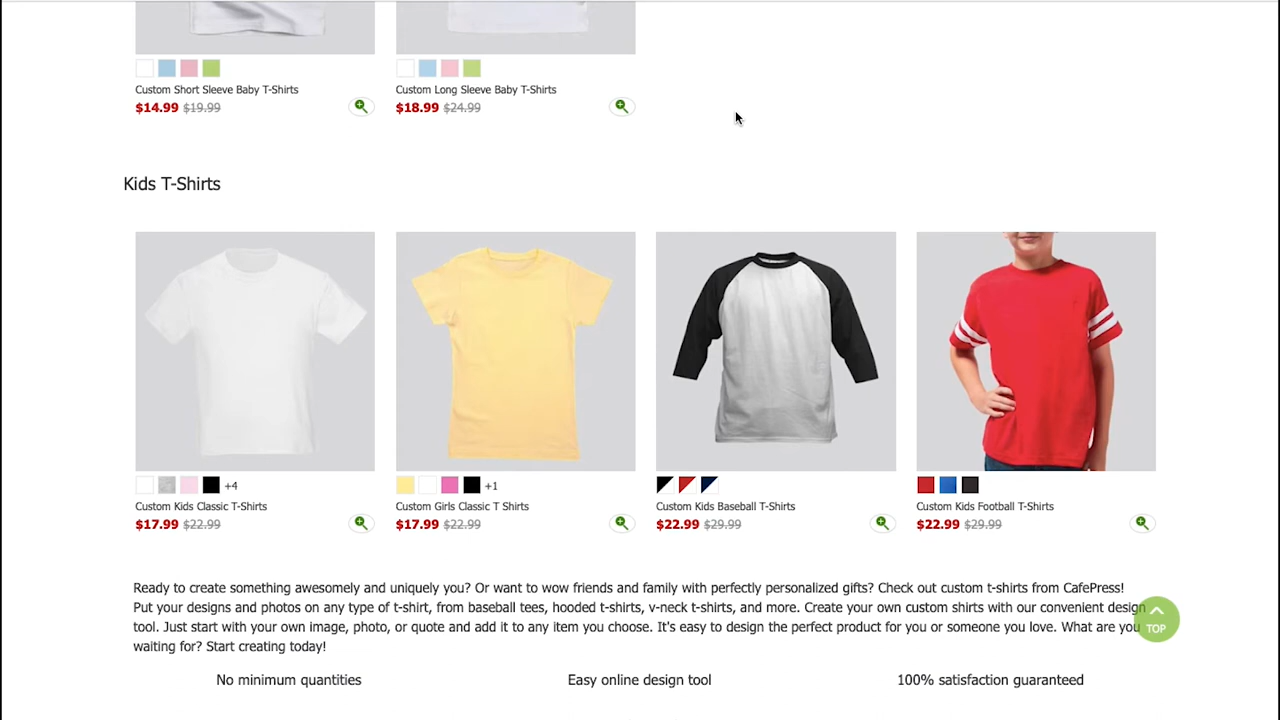 Custom Short Sleeve Baby T-Shirts
$14.99 $19.99
Custom Long Sleeve Baby T-Shirts
$18.99 $24.99
Kids T-Shirts
+4
Custom Kids Classic T-Shirts
$17.99 $22.99
+1
Custom Girls Classic T Shirts
$17.99 $22.99
Custom Kids Baseball T-Shirts
$22.99 $29.99
Custom Kids Football T-Shirts
$22.99 $29.99
Ready to create something awesomely and uniquely you? Or want to wow friends and family with perfectly personalized gifts? Check out custom t-shirts from CafePress!
Put your designs and photos on any type of t-shirt, from baseball tees, hooded t-shirts, v-neck t-shirts, and more. Create your own custom shirts with our convenient design
tool. Just start with your own image, photo, or quote and add it to any item you choose. It's easy to design the perfect product for you or someone you love. What are you
waiting for? Start creating today!
TOP
No minimum quantities
Easy online design tool
100% satisfaction guaranteed